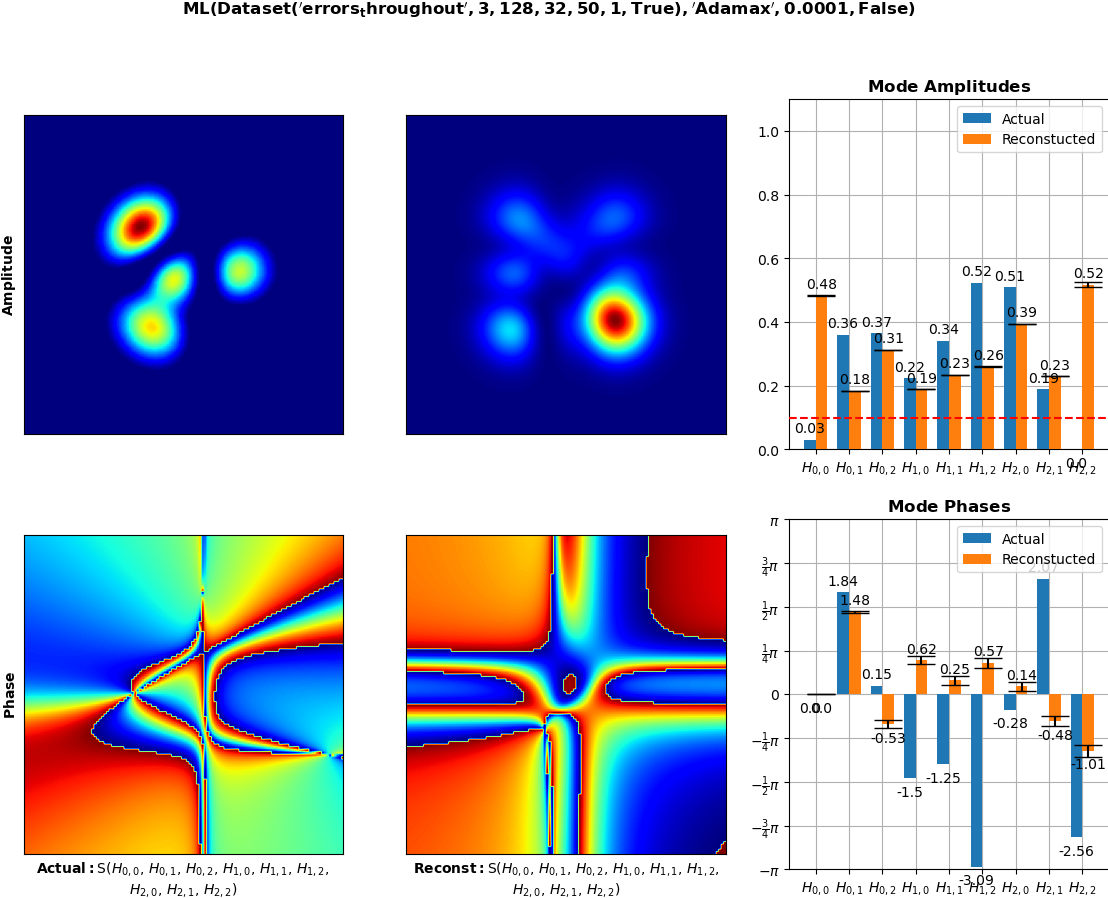 ML(Dataset('errors_throughout', 3, 128, 32, 50, 1, True), 'Adamax', 0.0001, False)
Amplitude
Mode Amplitudes
Actual
Reconstucted
1.0
0.8
0.6
0.4
0.2
0.0
0.03
0.48
0.36
0.18
0.37
0.31
0.22
0.19
0.34
0.23
0.52
0.26
0.51
0.39
0.19
0.23
0.0
0.52
H0,0 H0,1 H0,2 H1,0 H1,1 H1,2 H2,0 H2,1 H2,2
Phase
Actual: S(H0,0, H0,1, H0,2, H1,0, H1,1, H1,2,
H2,0, H2,1, H2,2)
Reconst: S(H0,0, H0,1, H0,2, H1,0, H1,1, H1,2,
H2,0, H2,1, H2,2)
Mode Phases
Actual
Reconstucted
π
3/4π
1/2π
1/4π
0
−1/4π
−1/2π
−3/4π
−π
0.0
0.0
1.84
1.48
0.15
-0.53
-1.5
0.62
-1.25
0.25
-3.09
0.57
-0.28
0.14
2.07
-0.48
-2.56
-1.01
H0,0 H0,1 H0,2 H1,0 H1,1 H1,2 H2,0 H2,1 H2,2